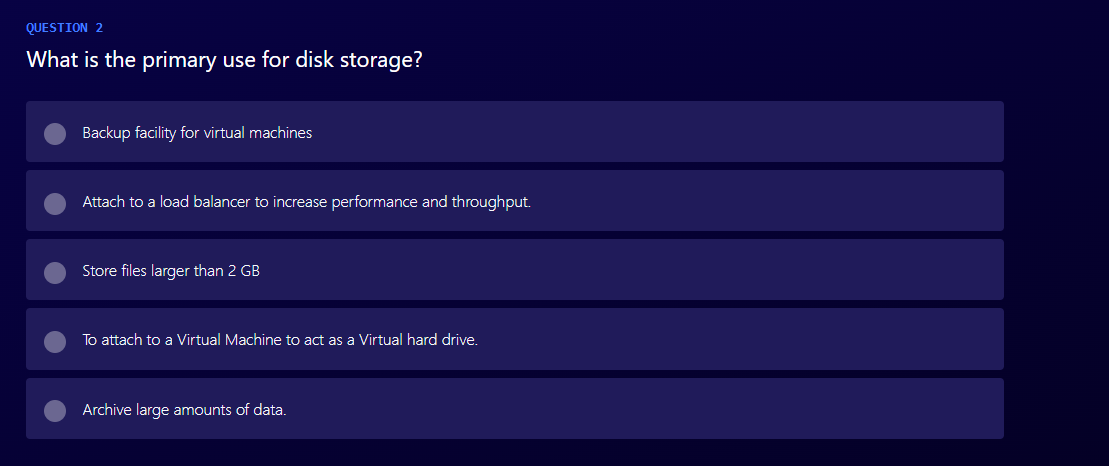 QUESTION 2
What is the primary use for disk storage?
Backup facility for virtual machines
Attach to a load balancer to increase performance and throughput.
Store files larger than 2 GB
To attach to a Virtual Machine to act as a Virtual hard drive.
Archive large amounts of data.